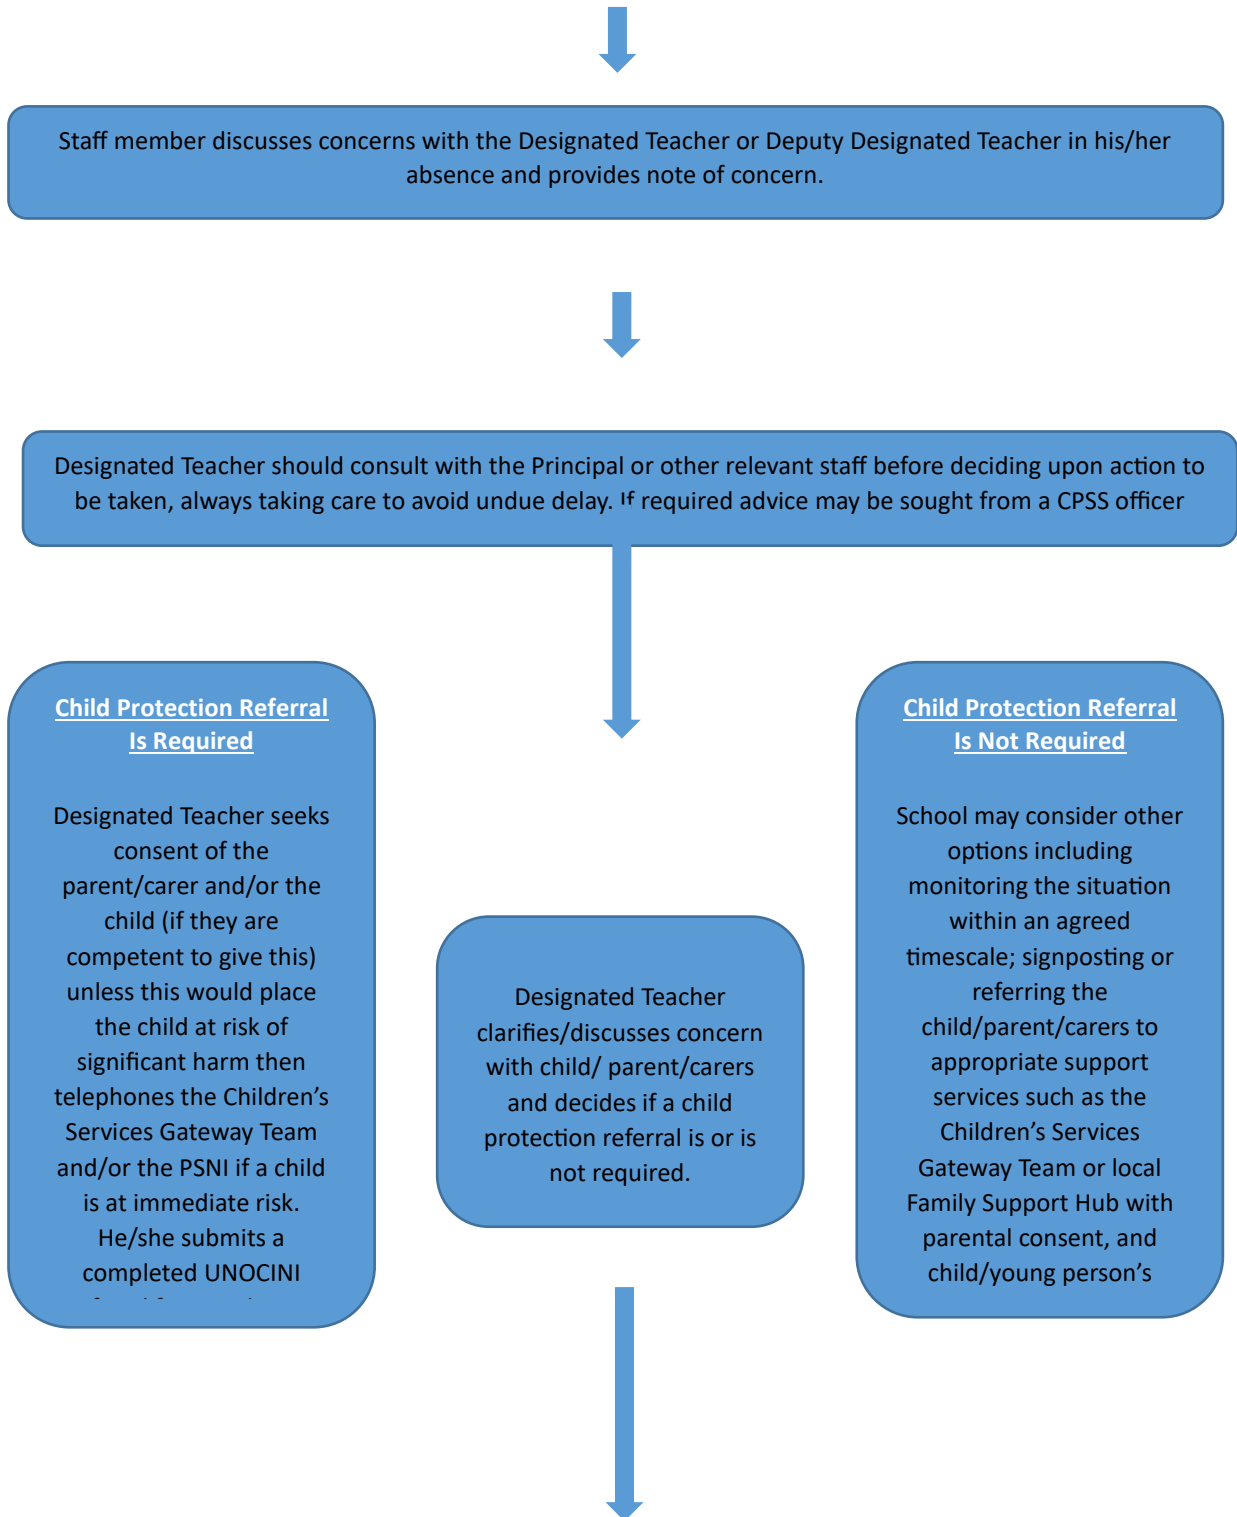 Staff member discusses concerns with the Designated Teacher or Deputy Designated Teacher in his/her
absence and provides note of concern.
Designated Teacher should consult with the Principal or other relevant staff before deciding upon action to
be taken, always taking care to avoid undue delay. If required advice may be sought from a CPSS officer
Child Protection Referral
Is Required
Designated Teacher seeks
consent of the
parent/carer and/or the
child (if they are
competent to give this)
unless this would place
the child at risk of
significant harm then
telephones the Children’s
Services Gateway Team
and/or the PSNI if a child
is at immediate risk.
He/she submits a
completed UNOCINI
Designated Teacher
clarifies/discusses concern
with child/ parent/carers
and decides if a child
protection referral is or is
not required.
Child Protection Referral
Is Not Required
School may consider other
options including
monitoring the situation
within an agreed
timescale; signposting or
referring the
child/parent/carers to
appropriate support
services such as the
Children’s Services
Gateway Team or local
Family Support Hub with
parental consent, and
child/young person’s